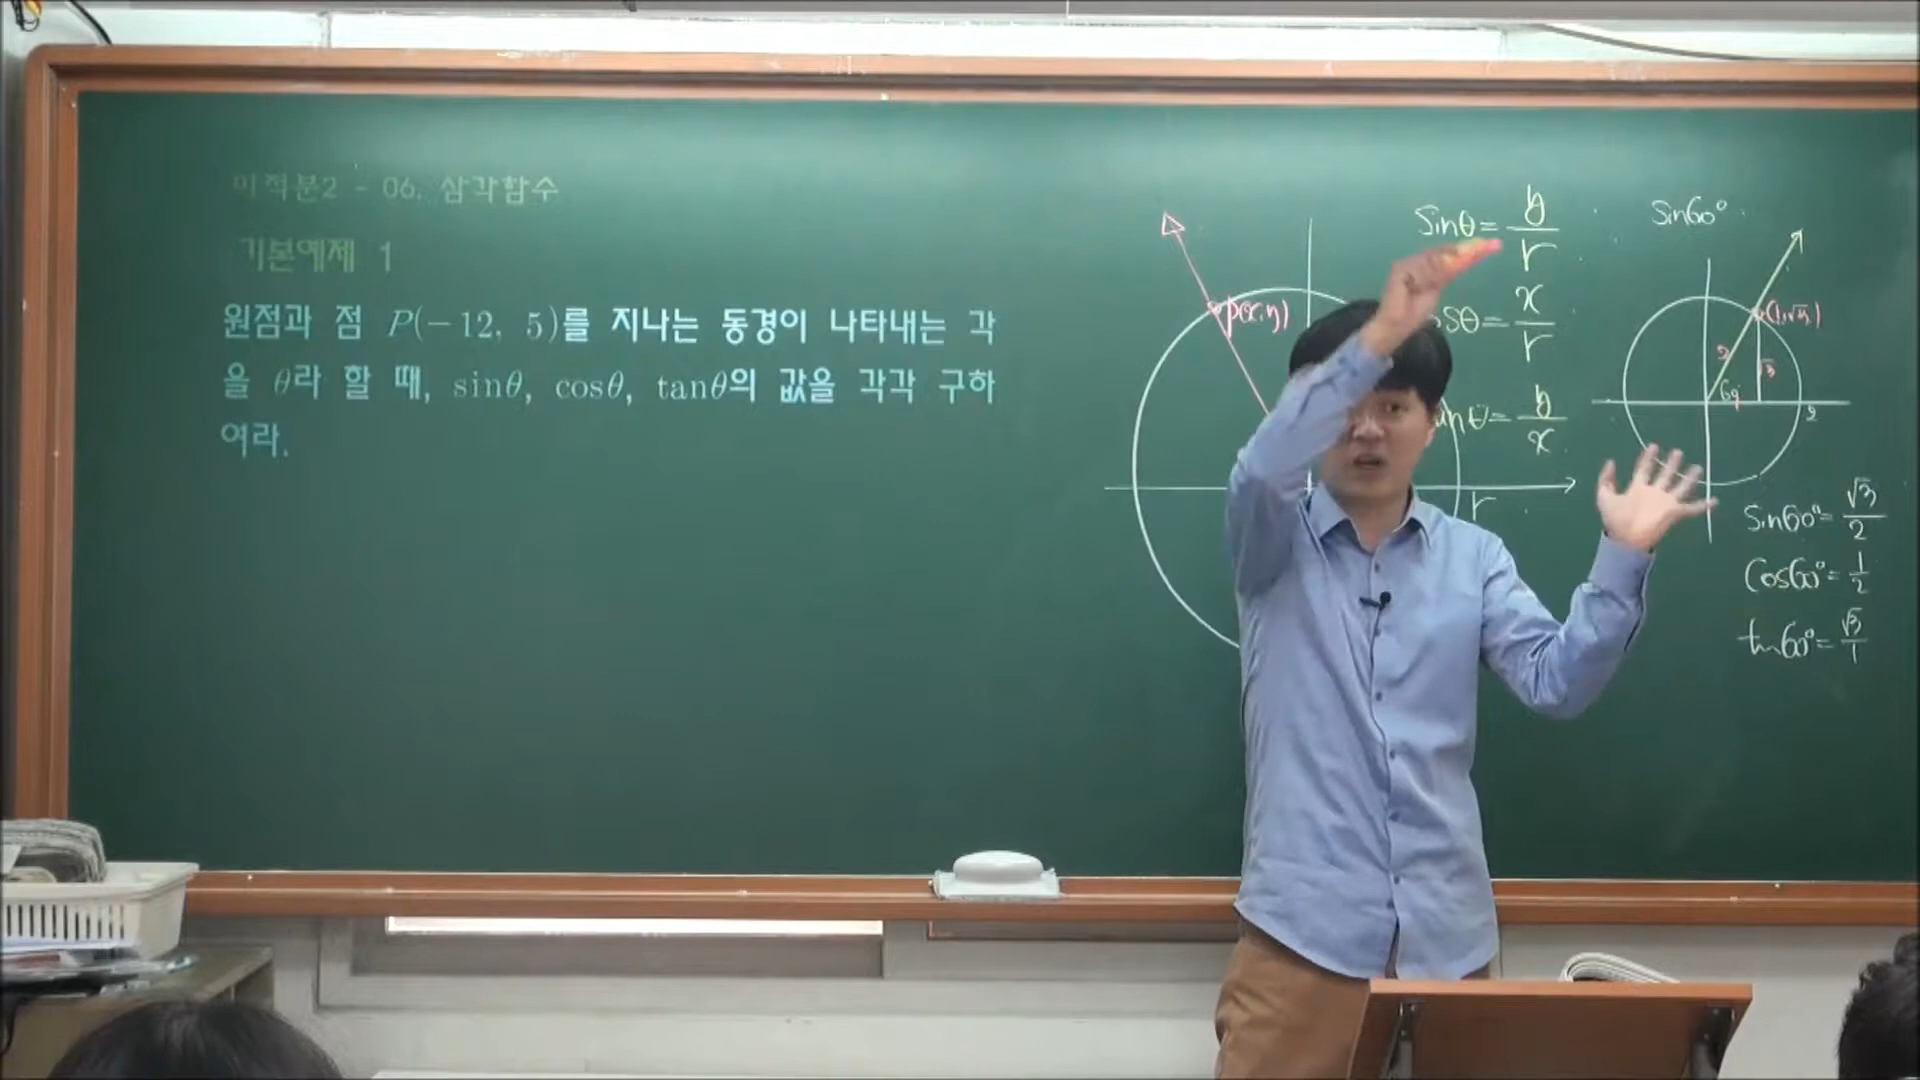 미적분2 - 06. 삼각함수
기본예제 1
원점과 점 P(-12, 5)를 지나는 동경이 나타내는 각
을 θ라 할 때, sinθ, cosθ, tanθ의 값을 각각 구하
여라.
P(x,y)
r
Sinθ = y/r
osθ = x/r
anθ = y/x
Sin60°
(1,√3)
2
√3
60°
2
Sin60° = √3/2
Cos60° = 1/2
tan60° = √3/1